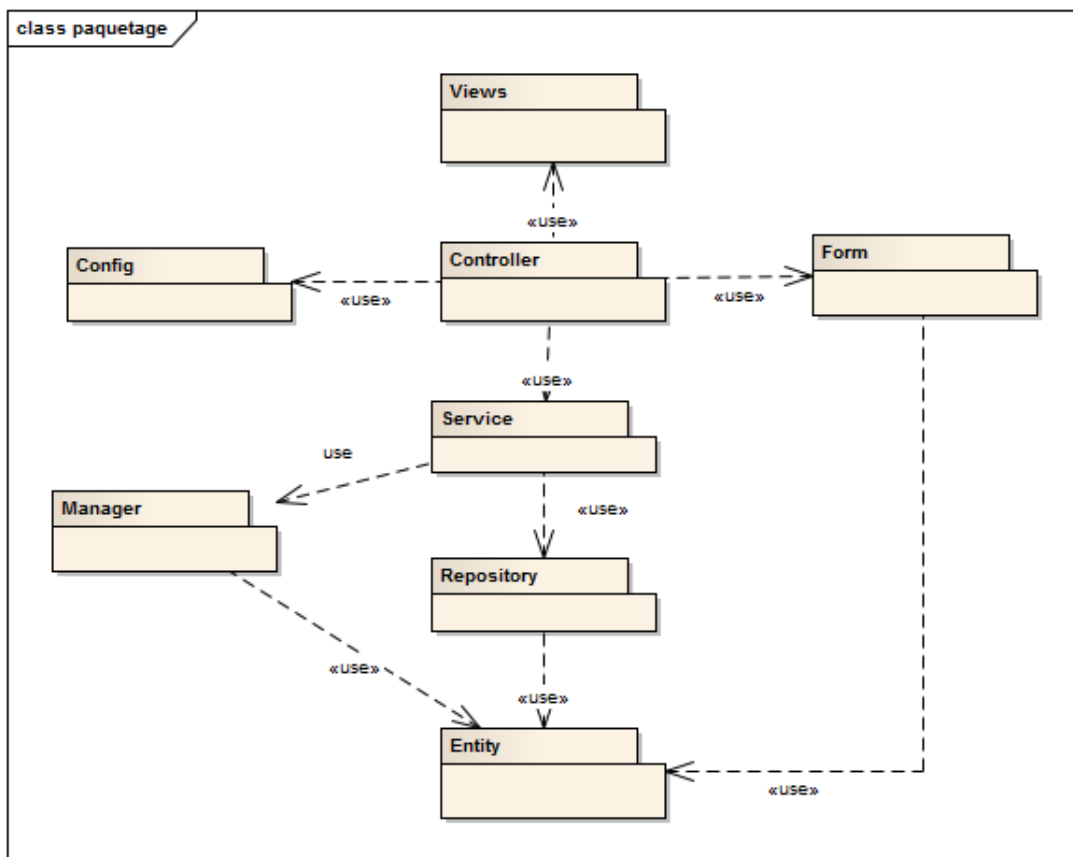 class paquetage
Views
«use»
Config
Controller
Form
«use»
«use»
«use»
Service
use
Manager
«use»
Repository
«use»
«use»
Entity
«use»